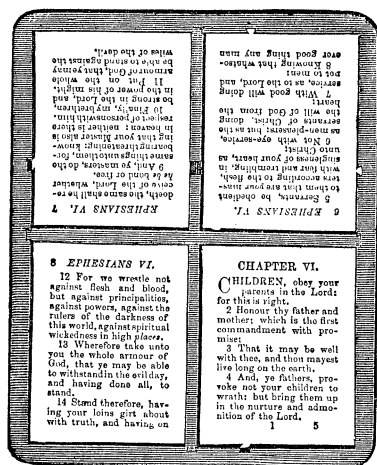 CHAPTER VI.
CHILDREN, obey your
parents in the Lord:
for this is right.
2 Honour thy father and
mother; which is the first
commandment with pro-
mise;
3 That it may be well
with thee, and thou mayest
live long on the earth.
4 And, ye fathers, pro-
voke not your children to
wrath: but bring them up
in the nurture and admo-
nition of the Lord.
1 5
6 EPHESIANS VI.
5 Servants, be obedient
to them that are your mas-
ters according to the flesh,
with fear and trembling, in
singleness of your heart, as
unto Christ;
6 Not with eye-service,
as men-pleasers; but as the
servants of Christ, doing
the will of God from the
heart;
7 With good will doing
service, as to the Lord, and
not to men:
8 Knowing that whatso-
ever good thing any man
EPHESIANS VI. 7
doeth, the same shall he re-
ceive of the Lord, whether
he be bond or free.
9 And, ye masters, do the
same things unto them, for-
bearing threatening: know-
ing that your Master also is
in heaven; neither is there
respect of persons with him.
10 Finally, my brethren,
be strong in the Lord, and
in the power of his might.
11 Put on the whole
armour of God, that ye may
be able to stand against the
wiles of the devil.
8 EPHESIANS VI.
12 For we wrestle not
against flesh and blood,
but against principalities,
against powers, against the
rulers of the darkness of
this world, against spiritual
wickedness in high places.
13 Wherefore take unto
you the whole armour of
God, that ye may be able
to withstand in the evil day,
and having done all, to
stand.
14 Stand therefore, hav-
ing your loins girt about
with truth, and having on